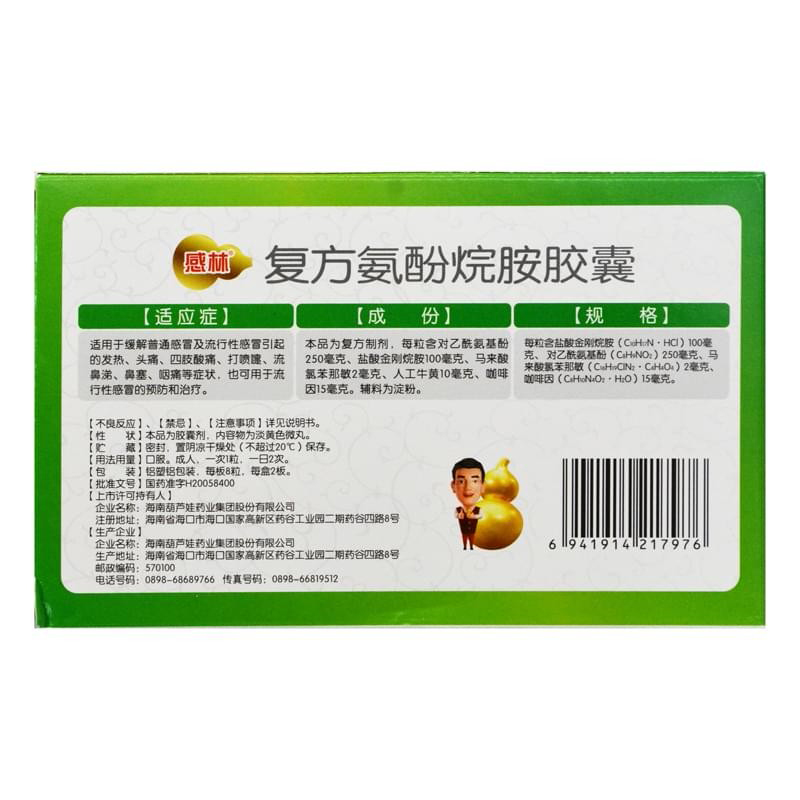 感林®
复方氨酚烷胺胶囊
【适应症】
适用于缓解普通感冒及流行性感冒引起
的发热、头痛、四肢酸痛、打喷嚏、流
鼻涕、鼻塞、咽痛等症状，也可用于流
行性感冒的预防和治疗。
【成 份】
本品为复方制剂，每粒含对乙酰氨基酚
250毫克、盐酸金刚烷胺100毫克、马来酸
氯苯那敏2毫克、人工牛黄10毫克、咖啡
因15毫克。辅料为淀粉。
【规 格】
每粒含盐酸金刚烷胺（C₁₀H₁₇N·HCl）100毫
克、对乙酰氨基酚（C₈H₉NO₂）250毫克、马
来酸氯苯那敏（C₁₆H₁₉ClN₂·C₄H₄O₄）2毫克、
咖啡因（C₈H₁₀N₄O₂·H₂O）15毫克。
【不良反应】、【禁忌】、【注意事项】详见说明书。
【性 状】本品为胶囊剂，内容物为淡黄色微丸。
【贮 藏】密封，置阴凉干燥处（不超过20℃）保存。
【用法用量】口服。成人，一次1粒，一日2次。
【包 装】铝塑铝包装，每板8粒，每盒2板。
【批准文号】国药准字H20058400
【上市许可持有人】
企业名称：海南葫芦娃药业集团股份有限公司
注册地址：海南省海口市海口国家高新区药谷工业园二期药谷四路8号
【生产企业】
企业名称：海南葫芦娃药业集团股份有限公司
生产地址：海南省海口市海口国家高新区药谷工业园二期药谷四路8号
邮政编码：570100
电话号码：0898-68689766 传真号码：0898-66819512
6 941914 217976